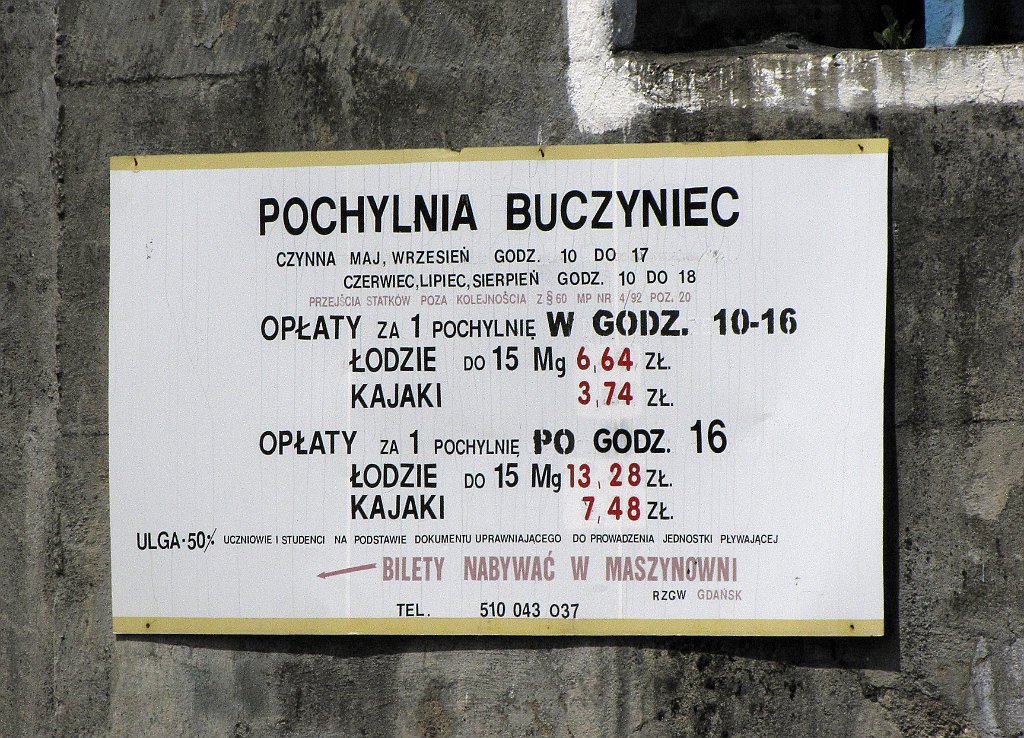 POCHYLNIA BUCZYNIEC
CZYNNA MAJ, WRZESIEŃ GODZ. 10 DO 17
CZERWIEC, LIPIEC, SIERPIEŃ GODZ. 10 DO 18
PRZEJŚCIA STATKÓW POZA KOLEJNOŚCIA Z § 60 MP NR 4/92 POZ. 20
OPŁATY ZA 1 POCHYLNIĘ W GODZ. 10-16
ŁODZIE DO 15 Mg 6,64 ZŁ.
KAJAKI 3,74 ZŁ.
OPŁATY ZA 1 POCHYLNIĘ PO GODZ. 16
ŁODZIE DO 15 Mg 13,28 ZŁ.
KAJAKI 7,48 ZŁ.
ULGA-50% UCZNIOWIE I STUDENCI NA PODSTAWIE DOKUMENTU UPRAWNIAJĄCEGO DO PROWADZENIA JEDNOSTKI PŁYWAJĄCEJ
BILETY NABYWAĆ W MASZYNOWNI
RZGW GDAŃSK
TEL. 510 043 037